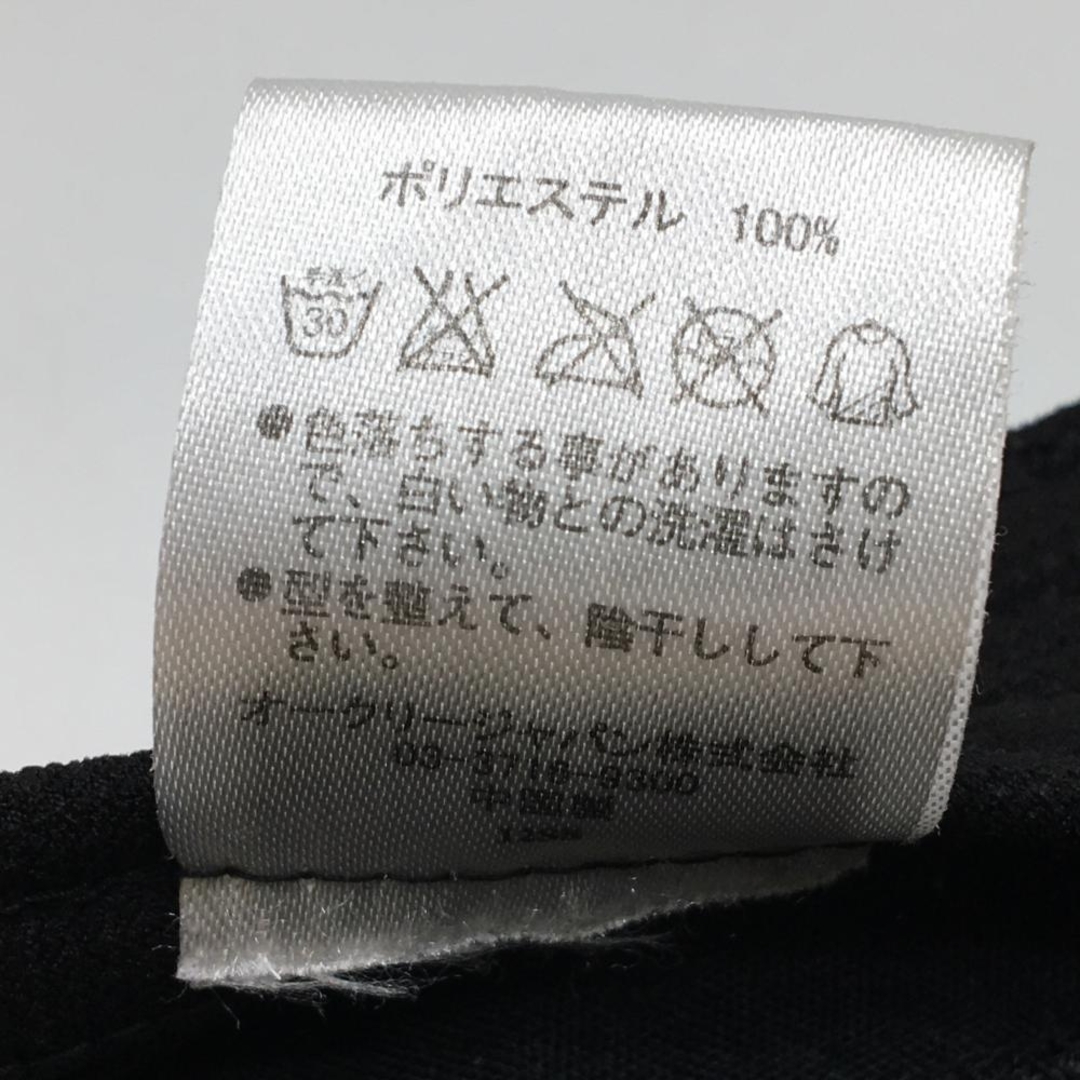 ポリエステル 100%
手洗イ
30
●色落ちする事がありますの
で、白い物との洗濯はさけ
て下さい。
●型を整えて、陰干しして下
さい。
オークリージャパン株式会社
中国製